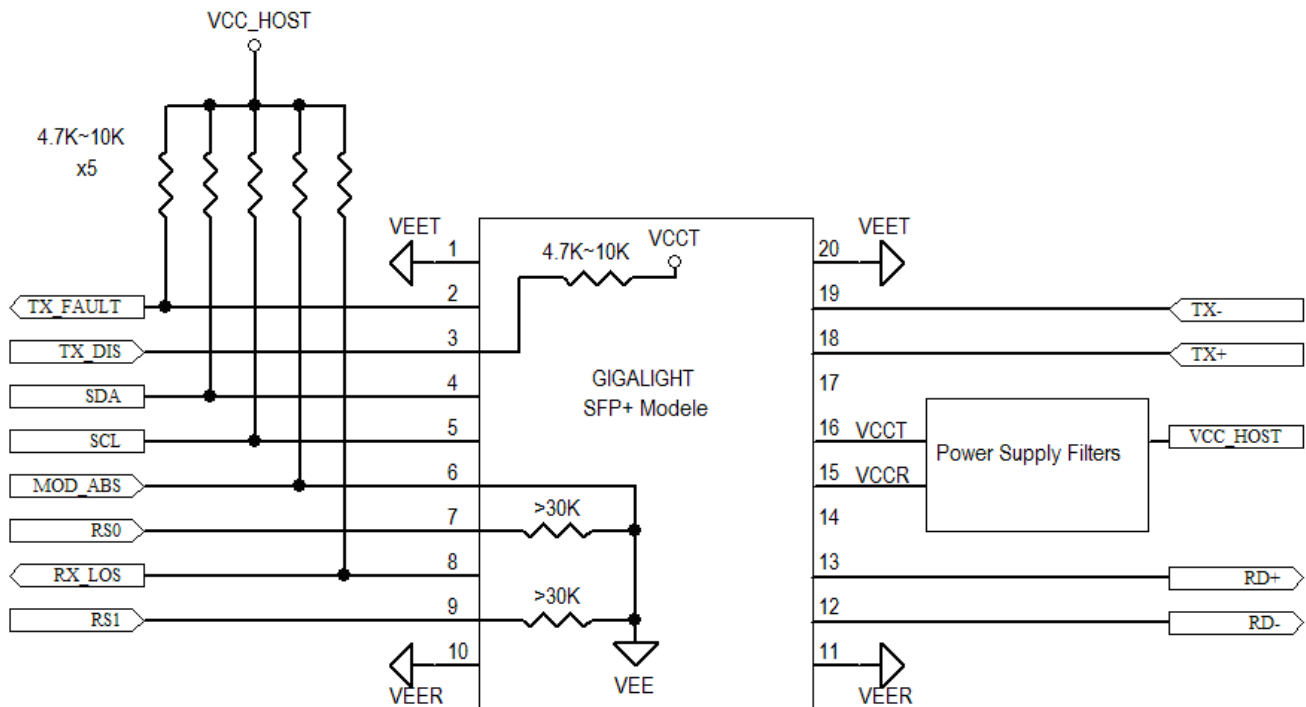 VCC_HOST
4.7K~10K
x5
VEET
1
4.7K~10K
VCCT
20
VEET
TX_FAULT
2
19
TX-
TX_DIS
3
18
TX+
SDA
4
GIGALIGHT
SFP+ Modele
17
SCL
5
16
VCCT
Power Supply Filters
VCC_HOST
MOD_ABS
6
15
VCCR
RS0
7
>30K
14
RX_LOS
8
13
RD+
RS1
9
>30K
12
RD-
10
VEER
VEE
11
VEER